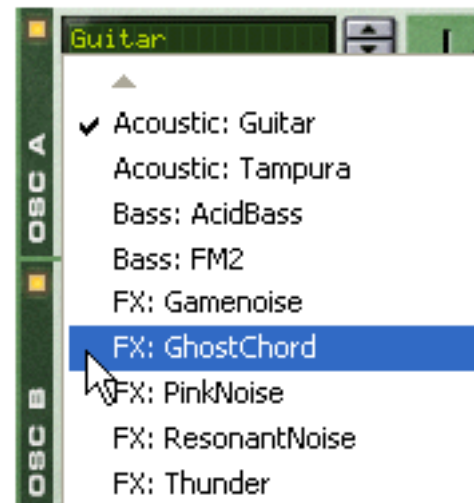 Guitar
Acoustic: Guitar
Acoustic: Tampura
Bass: AcidBass
Bass: FM2
FX: Gamenoise
FX: GhostChord
FX: PinkNoise
FX: ResonantNoise
FX: Thunder
OSC A
OSC B